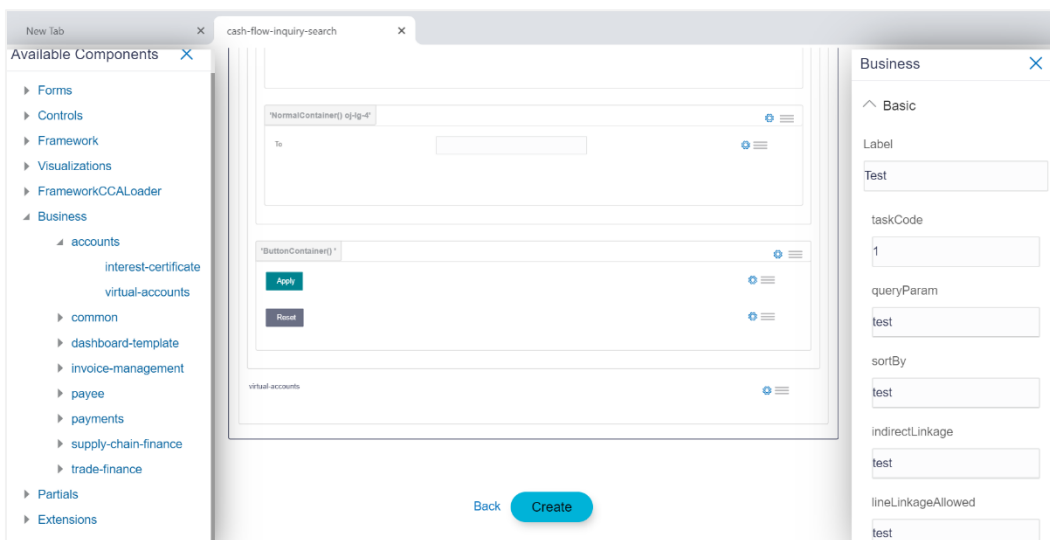 New Tab
cash-flow-inquiry-search
Available Components
Forms
Controls
Framework
Visualizations
FrameworkCCALoader
Business
accounts
interest-certificate
virtual-accounts
common
dashboard-template
invoice-management
payee
payments
supply-chain-finance
trade-finance
Partials
Extensions
'NormalContainer() oj-lg-4'
To
'ButtonContainer() '
Apply
Reset
virtual-accounts
Back
Create
Business
Basic
Label
Test
taskCode
1
queryParam
test
sortBy
test
indirectLinkage
test
lineLinkageAllowed
test